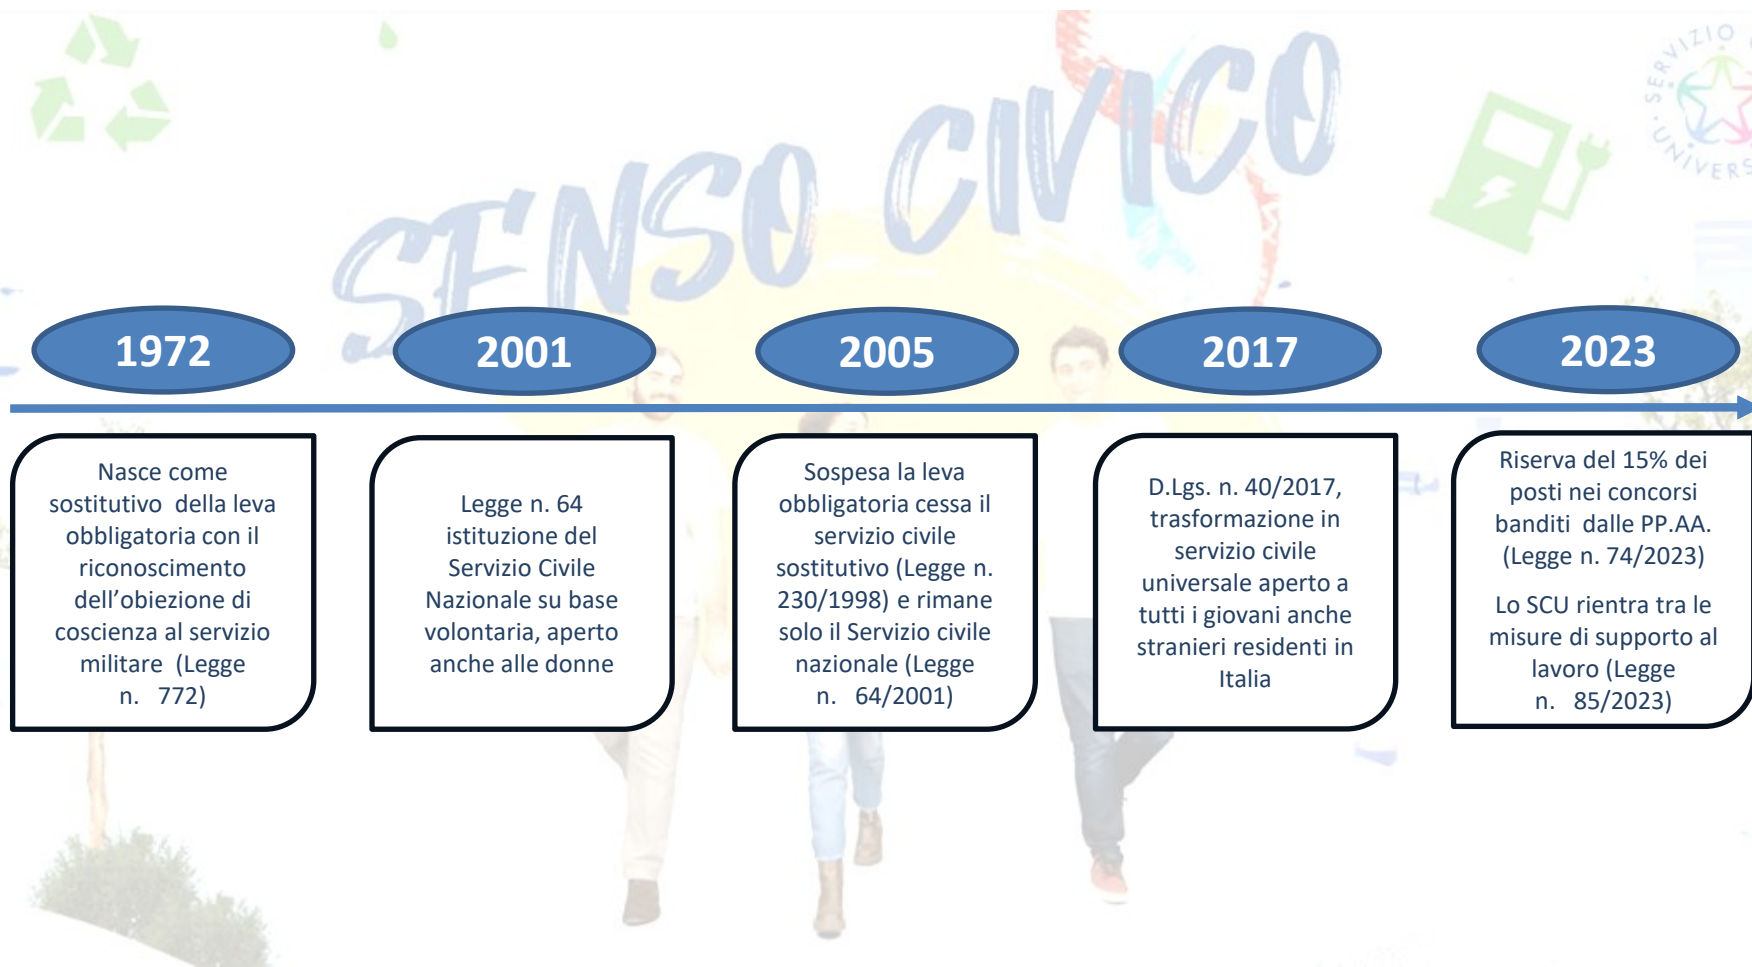 SERVIZIO
UNIVERS
SENSO CIVICO
1972
2001
2005
2017
2023
Nasce come
sostitutivo della leva
obbligatoria con il
riconoscimento
dell’obiezione di
coscienza al servizio
militare (Legge
n. 772)
Legge n. 64
istituzione del
Servizio Civile
Nazionale su base
volontaria, aperto
anche alle donne
Sospesa la leva
obbligatoria cessa il
servizio civile
sostitutivo (Legge n.
230/1998) e rimane
solo il Servizio civile
nazionale (Legge
n. 64/2001)
D.Lgs. n. 40/2017,
trasformazione in
servizio civile
universale aperto a
tutti i giovani anche
stranieri residenti in
Italia
Riserva del 15% dei
posti nei concorsi
banditi dalle PP.AA.
(Legge n. 74/2023)
Lo SCU rientra tra le
misure di supporto al
lavoro (Legge
n. 85/2023)